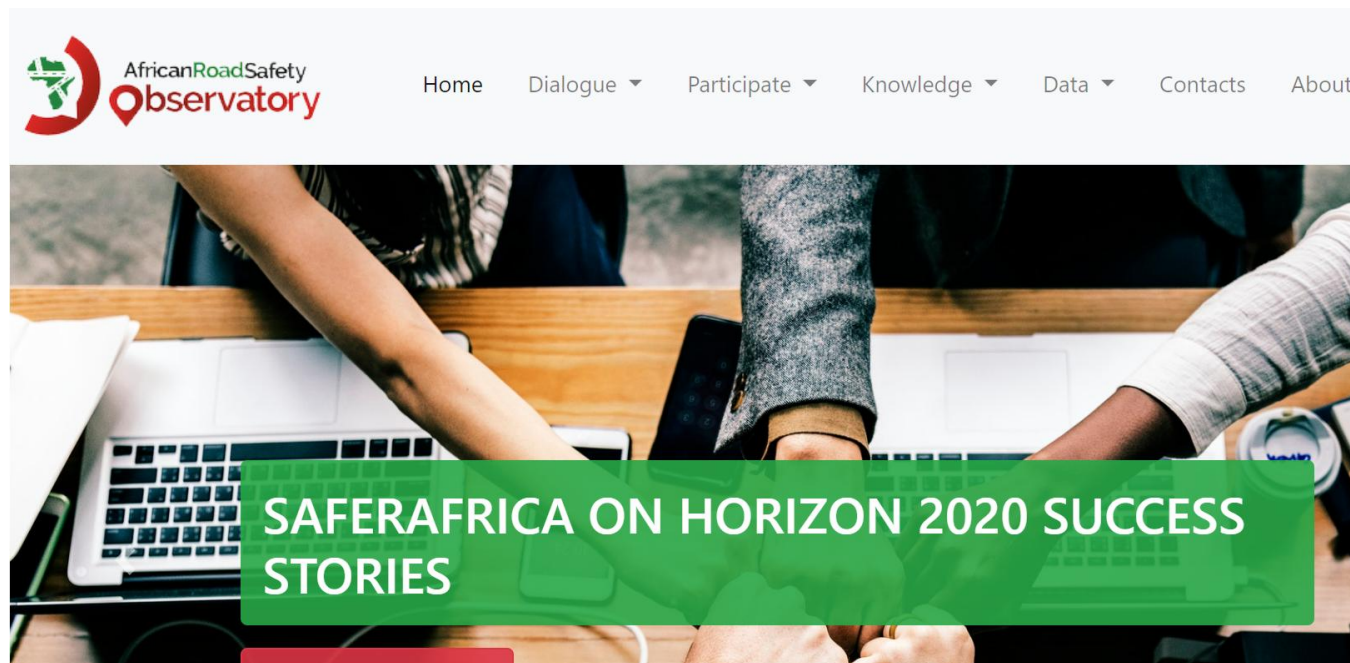 AfricanRoadSafety
Observatory
Home Dialogue Participate Knowledge Data Contacts About
SAFERAFRICA ON HORIZON 2020 SUCCESS
STORIES